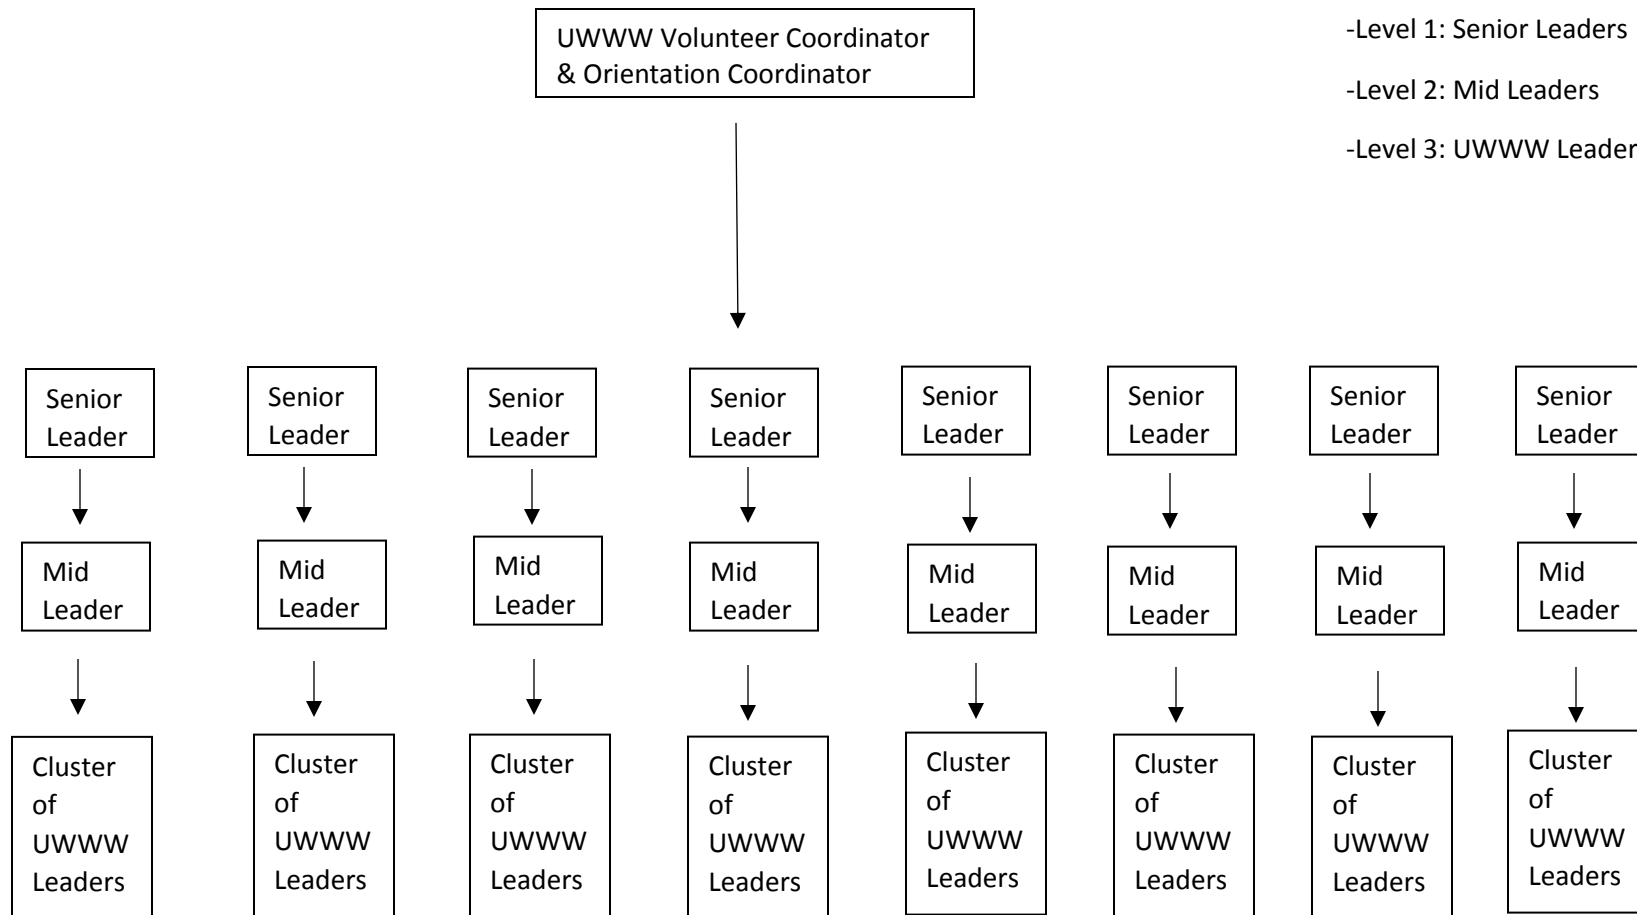 UWWW Volunteer Coordinator
& Orientation Coordinator
-Level 1: Senior Leaders
-Level 2: Mid Leaders
-Level 3: UWWW Leader
Senior
Leader
Senior
Leader
Senior
Leader
Senior
Leader
Senior
Leader
Senior
Leader
Senior
Leader
Senior
Leader
Mid
Leader
Mid
Leader
Mid
Leader
Mid
Leader
Mid
Leader
Mid
Leader
Mid
Leader
Mid
Leader
Cluster
of
UWWW
Leaders
Cluster
of
UWWW
Leaders
Cluster
of
UWWW
Leaders
Cluster
of
UWWW
Leaders
Cluster
of
UWWW
Leaders
Cluster
of
UWWW
Leaders
Cluster
of
UWWW
Leaders
Cluster
of
UWWW
Leaders